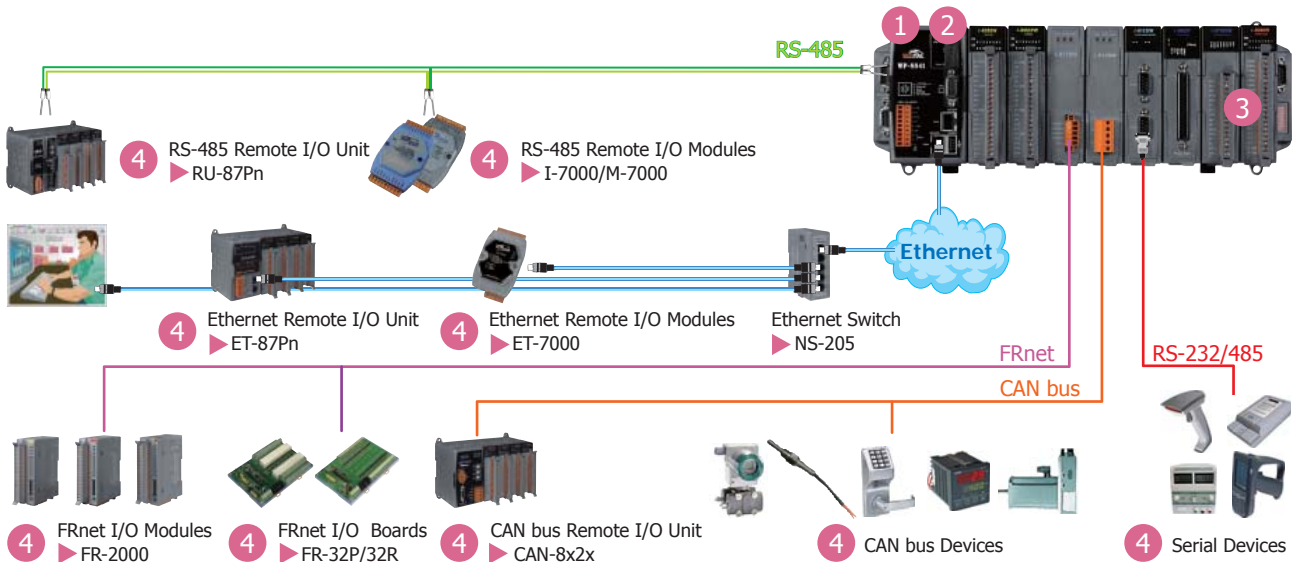 1 2
RS-485
WP-8841
3
4 RS-485 Remote I/O Unit
RU-87Pn
4 RS-485 Remote I/O Modules
I-7000/M-7000
Ethernet
4 Ethernet Remote I/O Unit
ET-87Pn
4 Ethernet Remote I/O Modules
ET-7000
Ethernet Switch
NS-205
FRnet
RS-232/485
CAN bus
4 FRnet I/O Modules
FR-2000
4 FRnet I/O Boards
FR-32P/32R
4 CAN bus Remote I/O Unit
CAN-8x2x
4 CAN bus Devices
4 Serial Devices